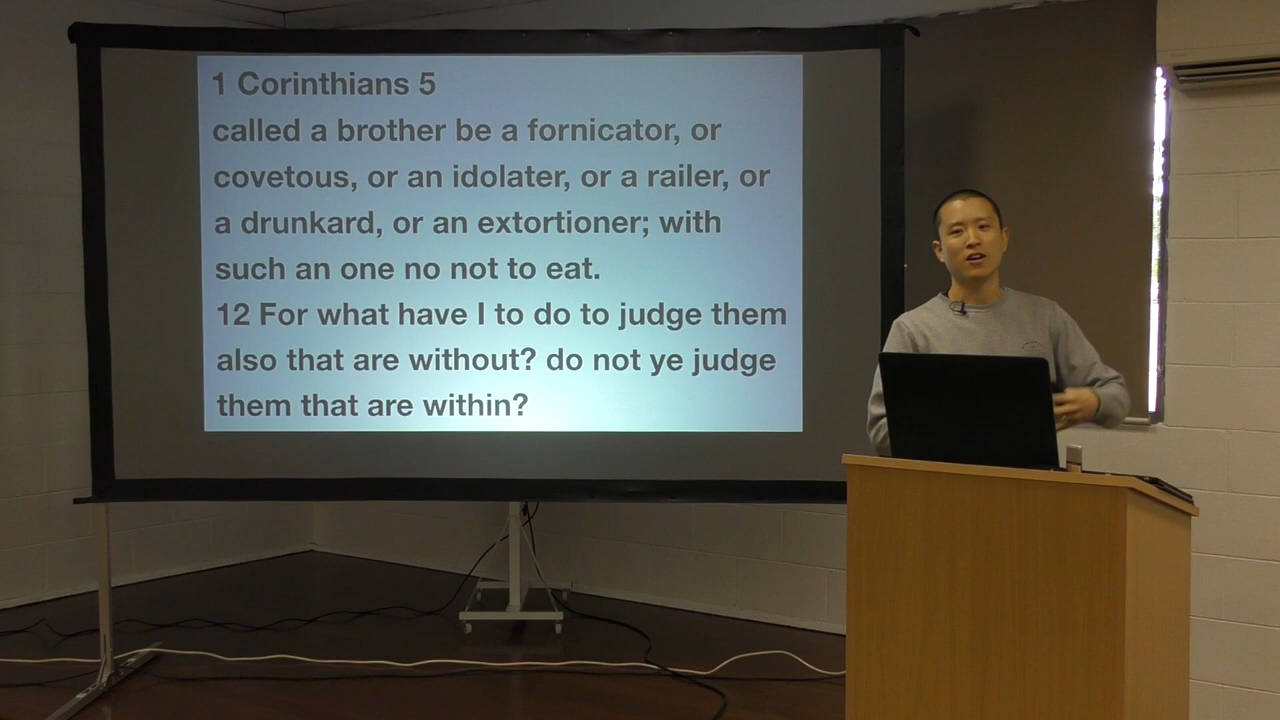 1 Corinthians 5
called a brother be a fornicator, or
covetous, or an idolater, or a railer, or
a drunkard, or an extortioner; with
such an one no not to eat.
12 For what have I to do to judge them
also that are without? do not ye judge
them that are within?